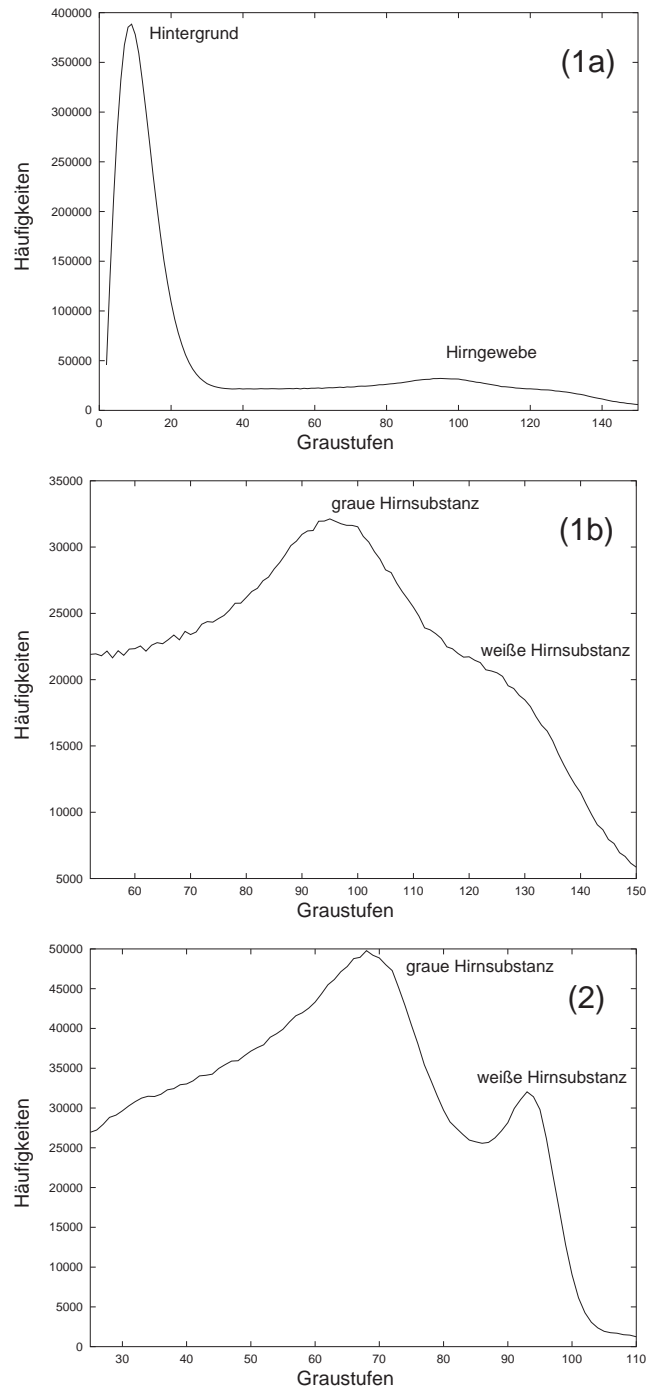 400000
Hintergrund
(1a)
350000
300000
250000
200000
150000
100000
50000
0
Häufigkeiten
Hirngewebe
0 20 40 60 80 100 120 140
Graustufen
35000
graue Hirnsubstanz
(1b)
30000
25000
weiße Hirnsubstanz
20000
15000
10000
5000
Häufigkeiten
60 70 80 90 100 110 120 130 140 150
Graustufen
50000
graue Hirnsubstanz
(2)
45000
40000
35000
weiße Hirnsubstanz
30000
25000
20000
15000
10000
5000
0
Häufigkeiten
30 40 50 60 70 80 90 100 110
Graustufen